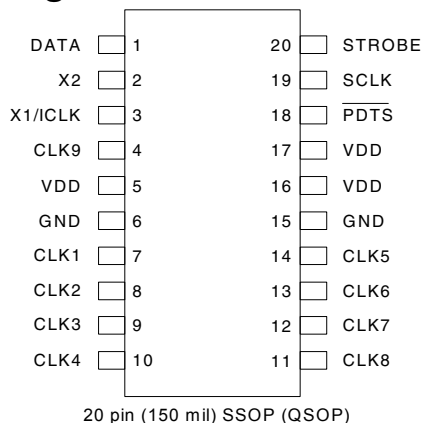 DATA 1 20 STROBE
X2 2 19 SCLK
X1/ICLK 3 18 PDTS
CLK9 4 17 VDD
VDD 5 16 VDD
GND 6 15 GND
CLK1 7 14 CLK5
CLK2 8 13 CLK6
CLK3 9 12 CLK7
CLK4 10 11 CLK8
20 pin (150 mil) SSOP (QSOP)